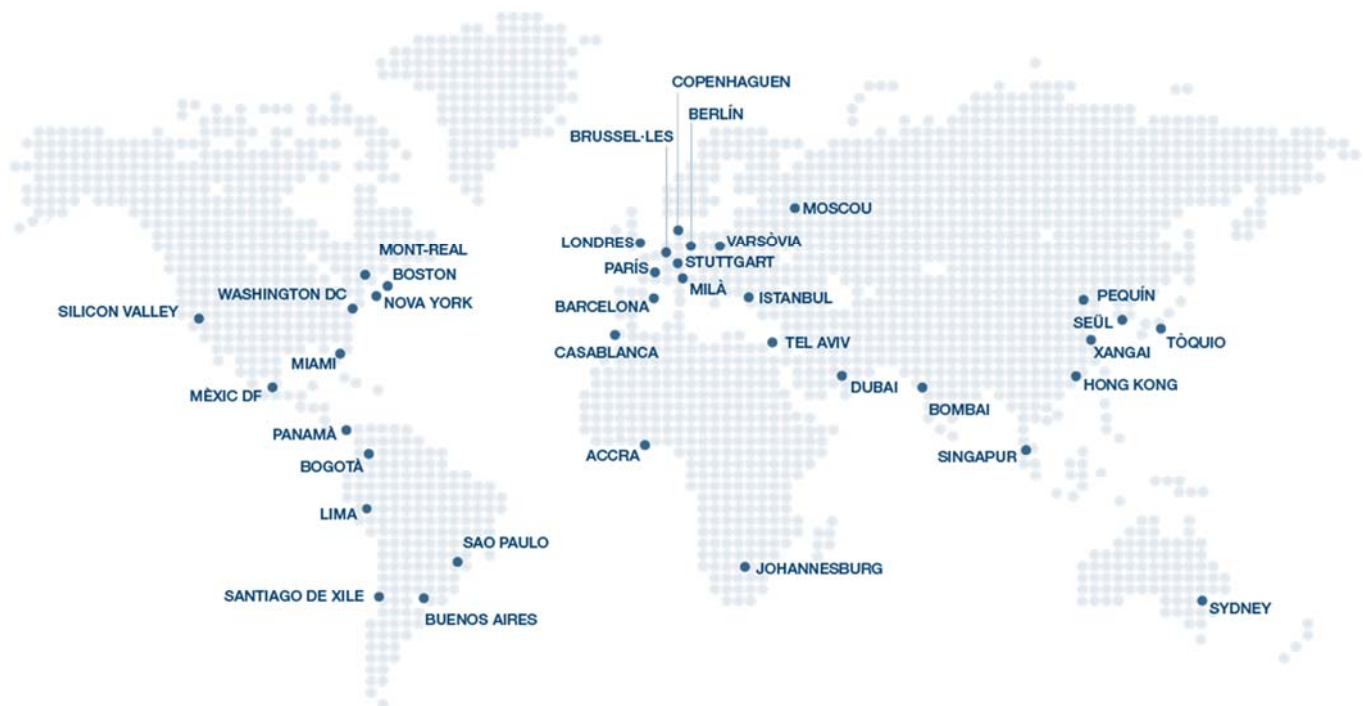 COPENHAGUEN
BERLÍN
BRUSSEL·LES
MOSCOU
LONDRES
VARSÒVIA
MONT-REAL
STUTTGART
PARÍS
BOSTON
MILÀ
WASHINGTON DC
NOVA YORK
BARCELONA
ISTANBUL
PEQUÍN
SILICON VALLEY
SEÜL
TÒQUIO
CASABLANCA
TEL AVIV
XANGAI
MIAMI
DUBAI
HONG KONG
MÈXIC DF
BOMBAI
PANAMÀ
ACCRA
SINGAPUR
BOGOTÀ
LIMA
SAO PAULO
JOHANNESBURG
SANTIAGO DE XILE
SYDNEY
BUENOS AIRES